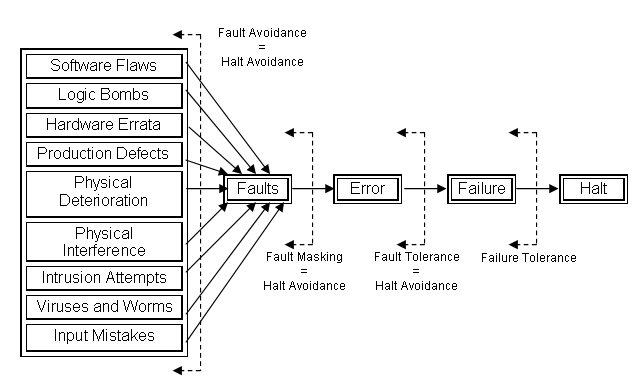 Fault Avoidance
=
Halt Avoidance
Software Flaws
Logic Bombs
Hardware Errata
Production Defects
Physical
Deterioration
Physical
Interference
Intrusion Attempts
Viruses and Worms
Input Mistakes
Faults
Error
Failure
Halt
Fault Masking
=
Halt Avoidance
Fault Tolerance
=
Halt Avoidance
Failure Tolerance